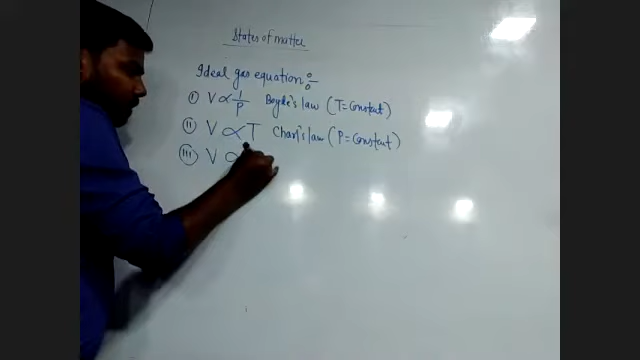 States of matter
Ideal gas equation :-
(i) V ∝ 1/P Boyle's law (T = Constant)
(ii) V ∝ T Charl's law (P = Constant)
(iii) V ∝